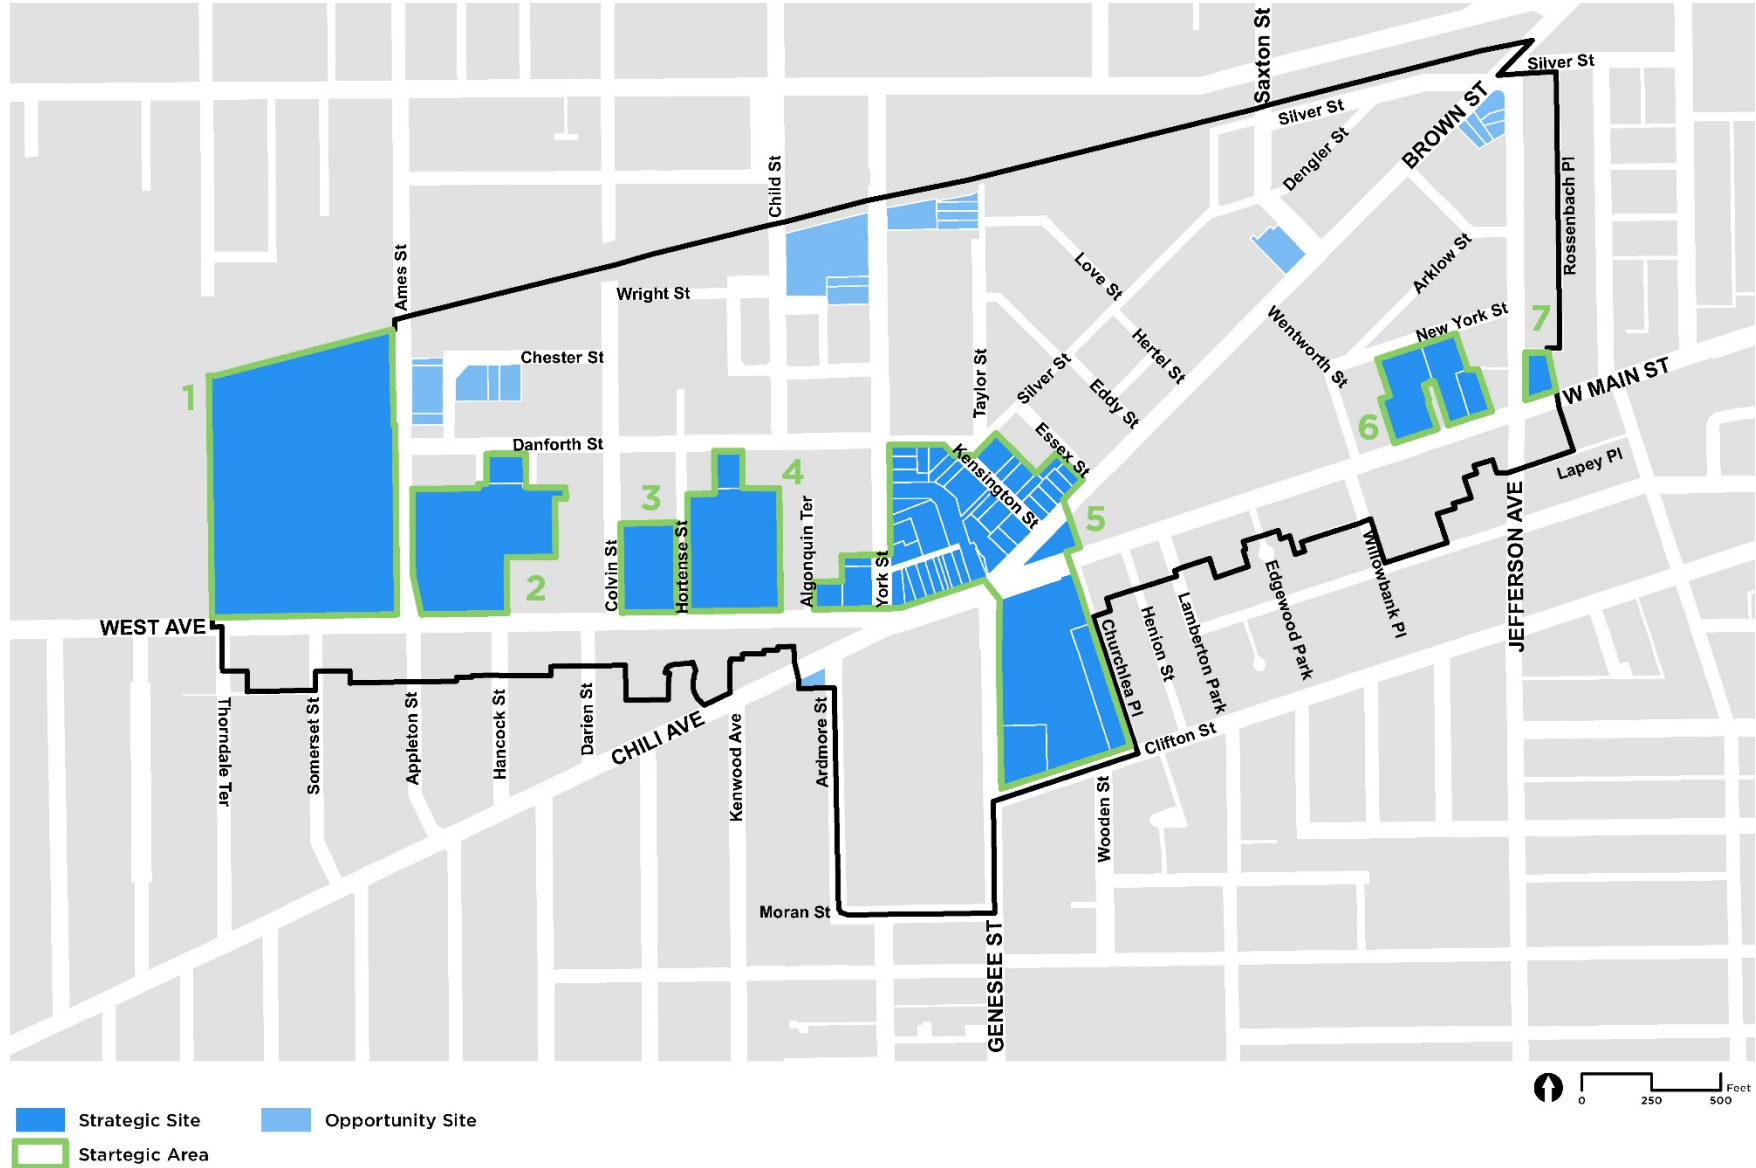 Saxton St
Silver St
Silver St
BROWN ST
Dengler St
Child St
Rossenbach Pl
Ames St
Love St
Arklow St
Wright St
Wentworth St
New York St
7
Hertel St
Chester St
Taylor St
Silver St
Eddy St
W MAIN ST
1
6
Danforth St
Essex St
Kensington St
Lapey Pl
4
3
5
Colvin St
Hortense St
Algonquin Ter
York St
2
JEFFERSON AVE
Willowbank Pl
Edgewood Park
Lamberton Park
Henion St
Churchlea Pl
WEST AVE
Thorndale Ter
Somerset St
Appleton St
Hancock St
Darien St
CHILI AVE
Kenwood Ave
Ardmore St
Clifton St
Wooden St
Moran St
GENESEE ST
Feet
0 250 500
Strategic Site
Opportunity Site
Startegic Area